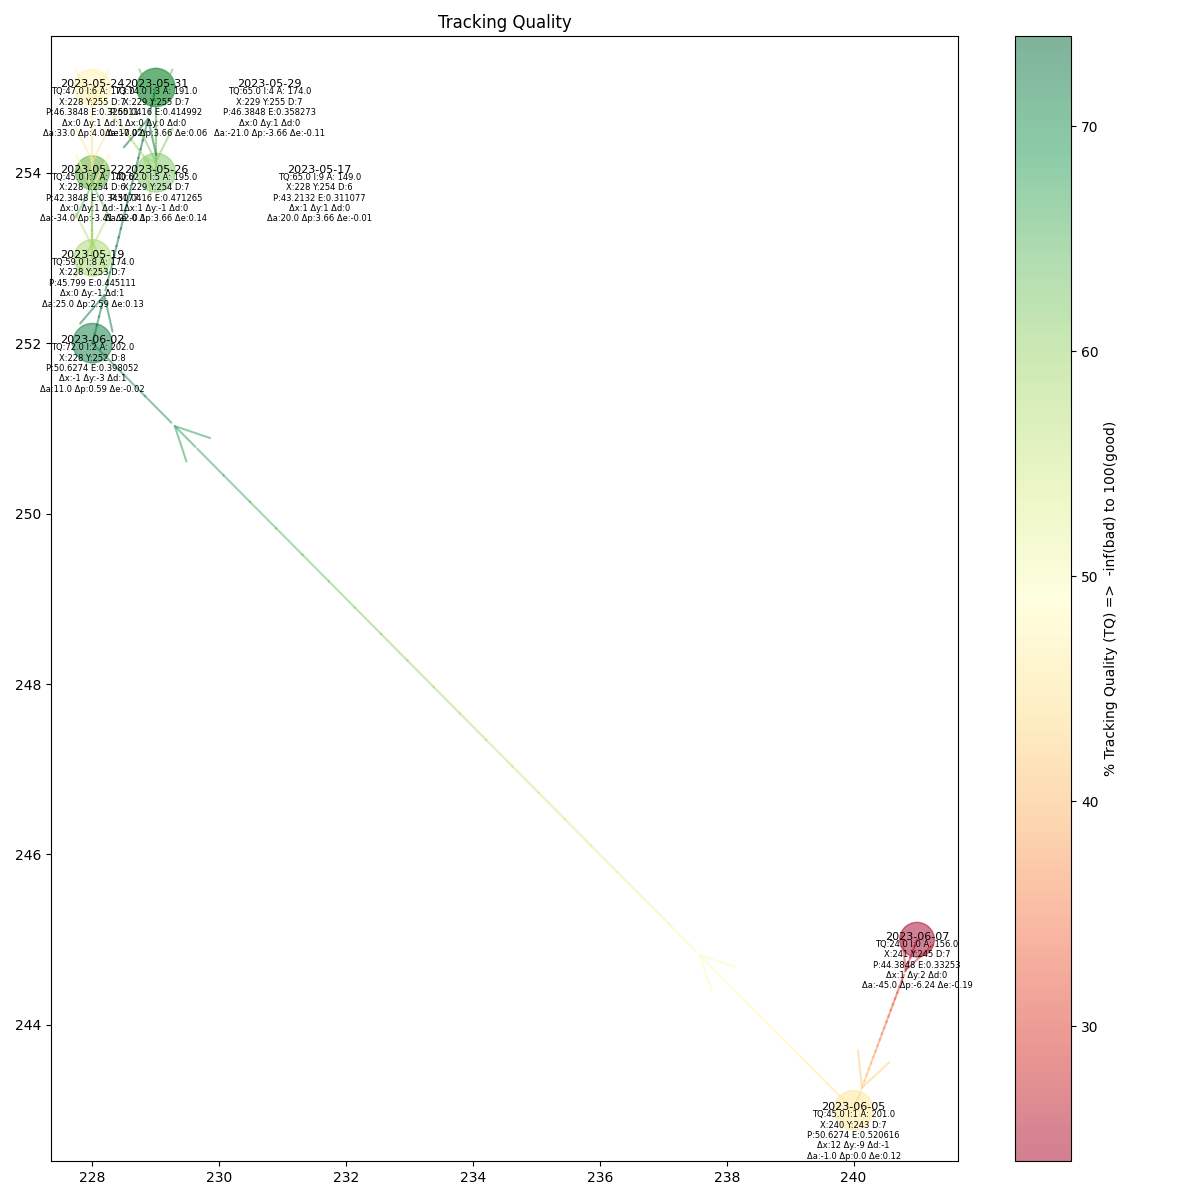 Tracking Quality
2023-05-24
2023-05-31
2023-05-29
TQ:65.0 I:4 A: 174.0
X:229 Y:255 D:7
P:46.3848 E:0.358273
Δx:0 Δy:1 Δd:0
Δa:-21.0 Δp:-3.66 Δe:-0.11
2023-05-22
2023-05-26
2023-05-17
TQ:65.0 I:9 A: 149.0
X:228 Y:254 D:6
P:43.2132 E:0.311077
Δx:1 Δy:1 Δd:0
Δa:20.0 Δp:3.66 Δe:-0.01
2023-05-19
TQ:59.0 I:8 A: 174.0
X:228 Y:253 D:7
P:45.799 E:0.445111
Δx:0 Δy:-1 Δd:1
Δa:25.0 Δp:2.59 Δe:0.13
2023-06-02
TQ:72.0 I:2 A: 202.0
X:228 Y:252 D:8
P:50.6274 E:0.398052
Δx:-1 Δy:-3 Δd:1
Δa:11.0 Δp:0.59 Δe:-0.02
2023-06-07
TQ:24.0 I:0 A: 156.0
X:241 Y:245 D:7
P:44.3848 E:0.33253
Δx:1 Δy:2 Δd:0
Δa:-45.0 Δp:-6.24 Δe:-0.19
2023-06-05
TQ:45.0 I:1 A: 201.0
X:240 Y:243 D:7
P:50.6274 E:0.520616
Δx:12 Δy:-9 Δd:-1
Δa:-1.0 Δp:0.0 Δe:0.12
254
252
250
248
246
244
228 230 232 234 236 238 240
70
60
50
40
30
% Tracking Quality (TQ) => -inf(bad) to 100(good)